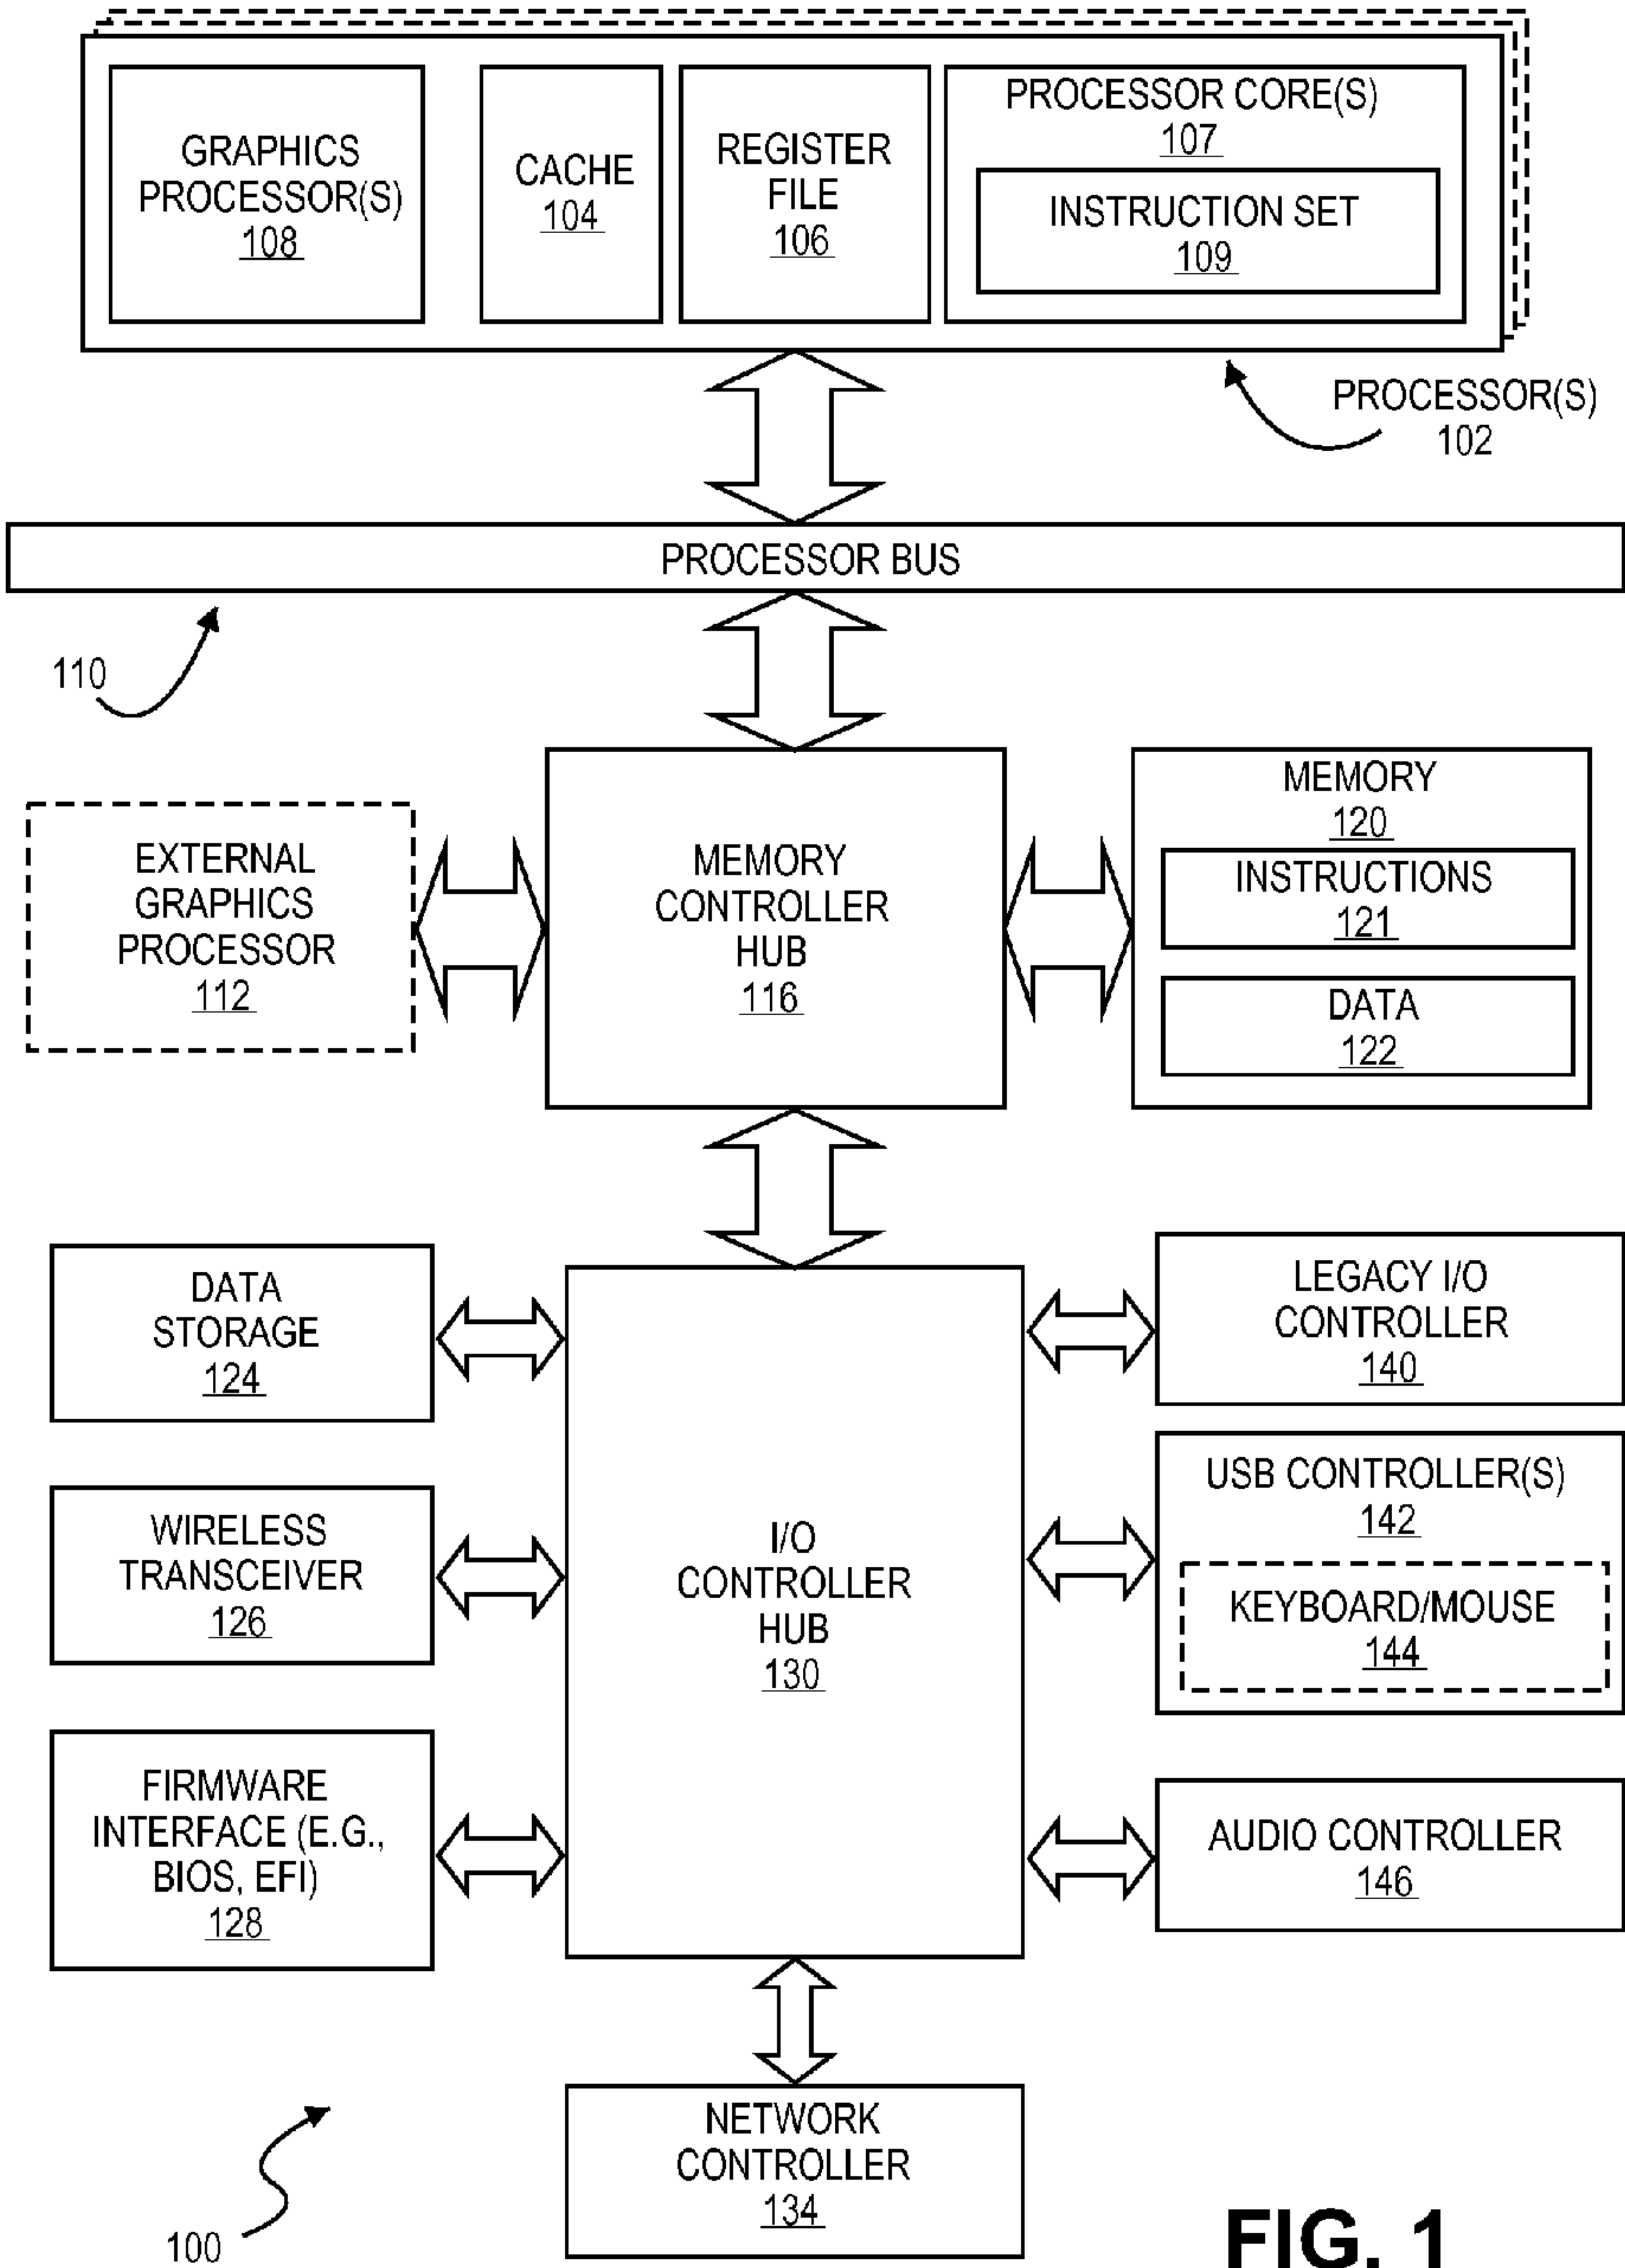 GRAPHICS
PROCESSOR(S)
108
CACHE
104
REGISTER
FILE
106
PROCESSOR CORE(S)
107
INSTRUCTION SET
109
PROCESSOR(S)
102
PROCESSOR BUS
110
EXTERNAL
GRAPHICS
PROCESSOR
112
MEMORY
CONTROLLER
HUB
116
MEMORY
120
INSTRUCTIONS
121
DATA
122
DATA
STORAGE
124
WIRELESS
TRANSCEIVER
126
FIRMWARE
INTERFACE (E.G.,
BIOS, EFI)
128
I/O
CONTROLLER
HUB
130
LEGACY I/O
CONTROLLER
140
USB CONTROLLER(S)
142
KEYBOARD/MOUSE
144
AUDIO CONTROLLER
146
NETWORK
CONTROLLER
134
100
FIG. 1